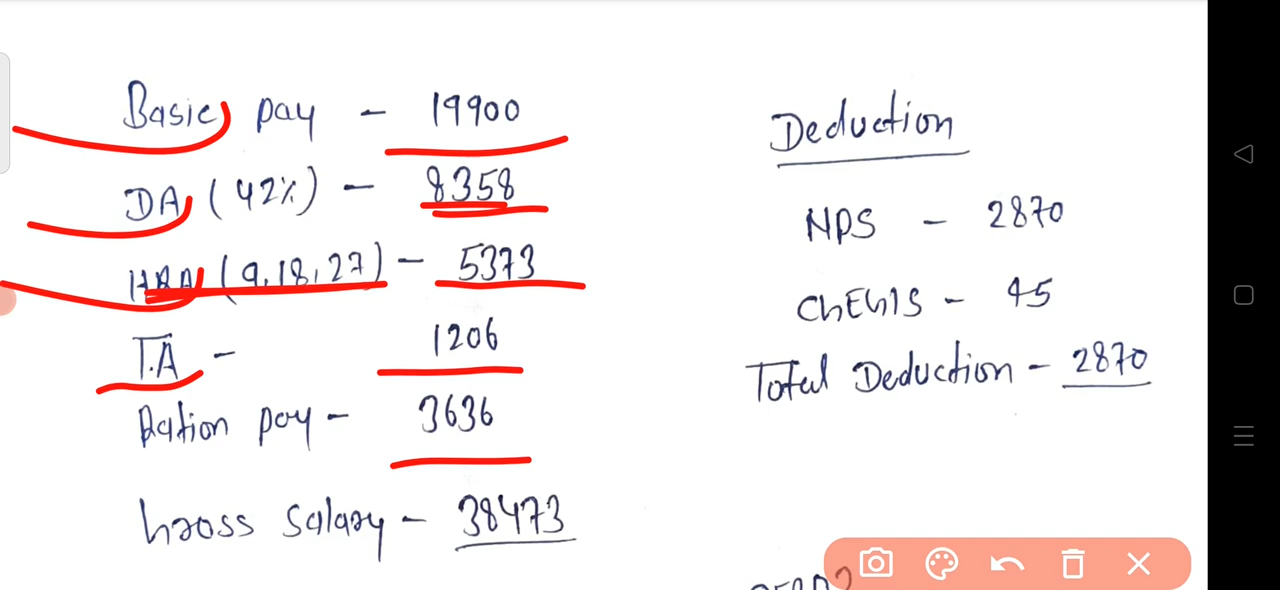 Basic pay - 19900
DA (42%) - 8358
HRA (9,18,27) - 5373
T.A - 1206
Ration pay - 3636
Gross Salary - 38473
Deduction
NPS - 2870
CGEGIS - 45
Total Deduction - 2870